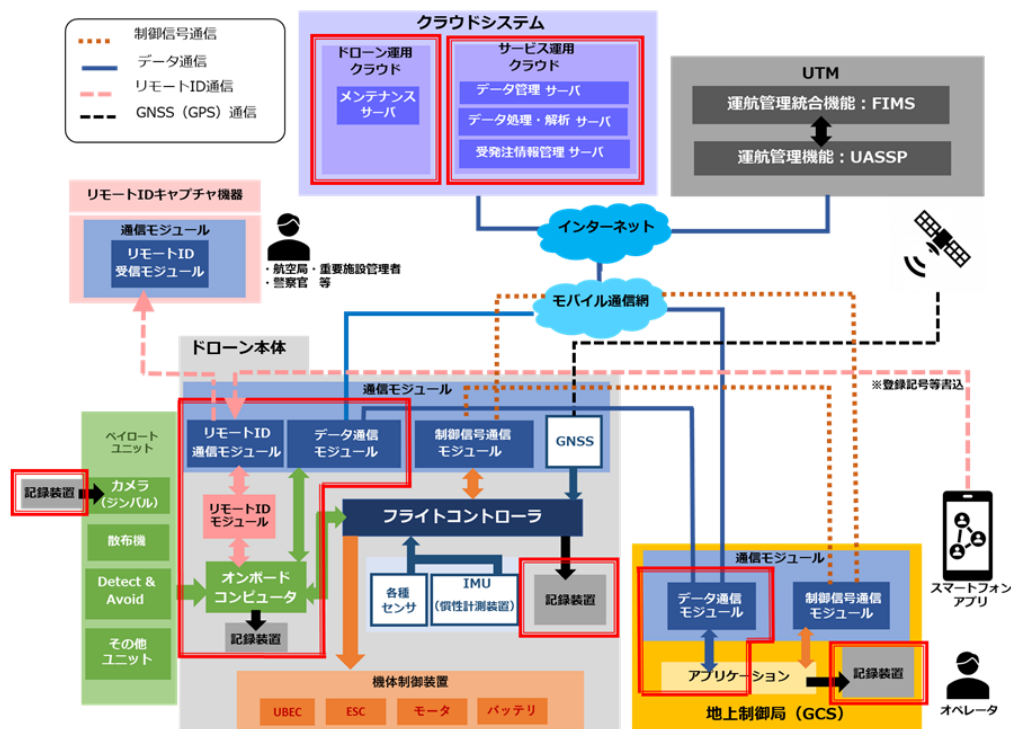 制御信号通信
データ通信
リモートID通信
GNSS（GPS）通信
クラウドシステム
ドローン運用
クラウド
メンテナンス
サーバ
サービス運用
クラウド
データ管理 サーバ
データ処理・解析 サーバ
受発注情報管理 サーバ
UTM
運航管理統合機能：FIMS
運航管理機能：UASSP
リモートIDキャプチャ機器
通信モジュール
リモートID
受信モジュール
・航空局・重要施設管理者
・警察官　等
インターネット
モバイル通信網
ドローン本体
通信モジュール
※登録記号等書込
リモートID
通信モジュール
データ通信
モジュール
制御信号通信
モジュール
GNSS
ペイロート
ユニット
記録装置
カメラ
（ジンバル）
散布機
Detect &
Avoid
その他
ユニット
リモートID
モジュール
オンボード
コンピュータ
記録装置
フライトコントローラ
各種
センサ
IMU
（慣性計測装置）
記録装置
機体制御装置
UBEC
ESC
モータ
バッテリ
通信モジュール
データ通信
モジュール
制御信号通信
モジュール
アプリケーション
記録装置
地上制御局（GCS）
スマートフォン
アプリ
オペレータ